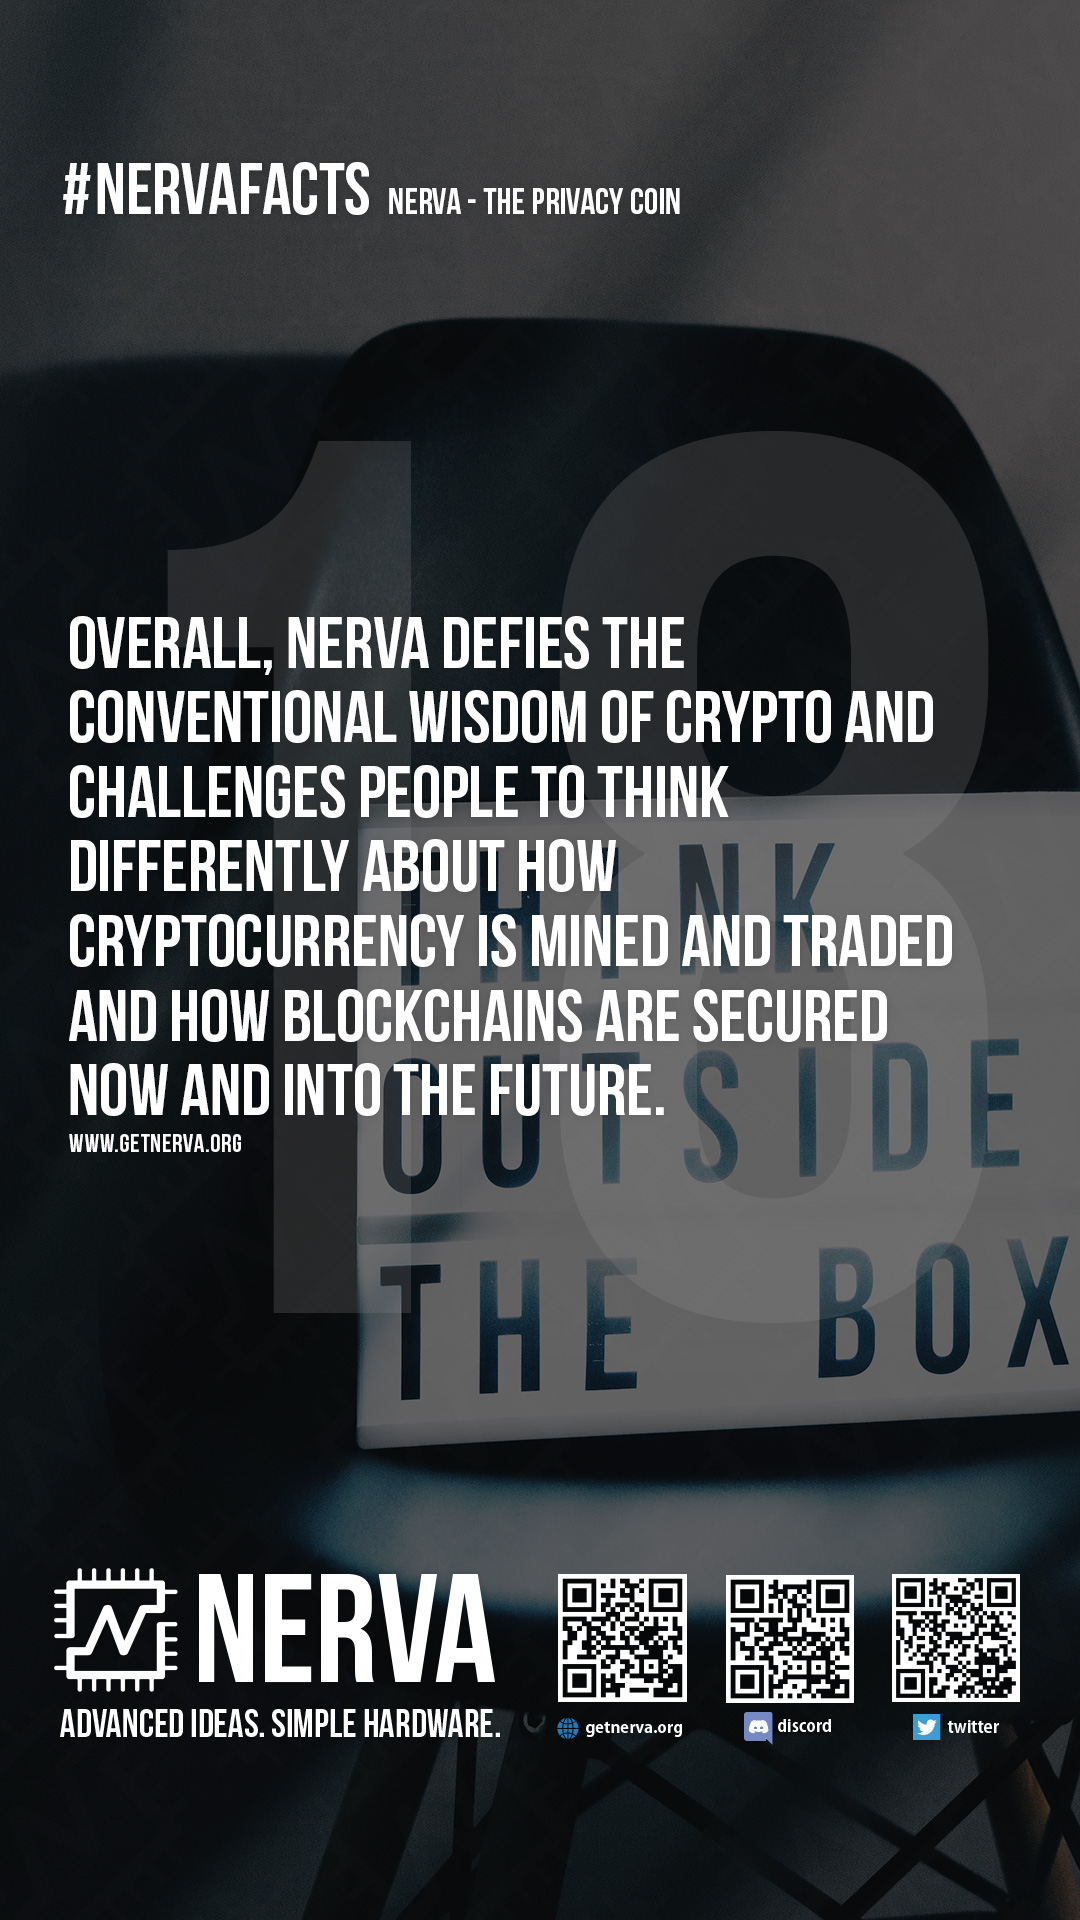 #NERVAFACTS NERVA - THE PRIVACY COIN
18
OVERALL, NERVA DEFIES THE
CONVENTIONAL WISDOM OF CRYPTO AND
CHALLENGES PEOPLE TO THINK
DIFFERENTLY ABOUT HOW
CRYPTOCURRENCY IS MINED AND TRADED
AND HOW BLOCKCHAINS ARE SECURED
NOW AND INTO THE FUTURE.
WWW.GETNERVA.ORG
THINK
OUTSIDE
THE BOX
NERVA
ADVANCED IDEAS. SIMPLE HARDWARE.
getnerva.org
discord
twitter